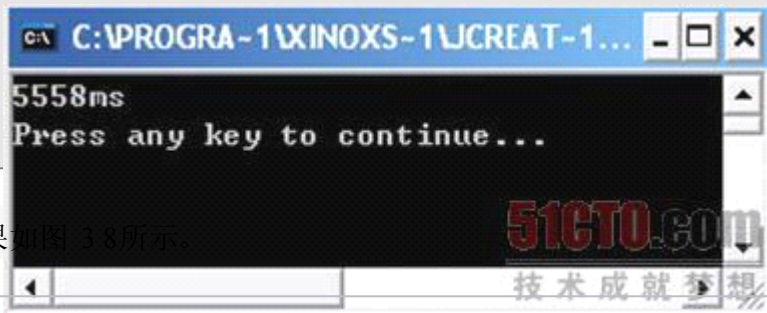 C:\PROGRA~1\XINOXS~1\JCREAT~1...
5558ms
Press any key to continue...
果如图 3 8所示。
51CTO.com
技术成就梦想